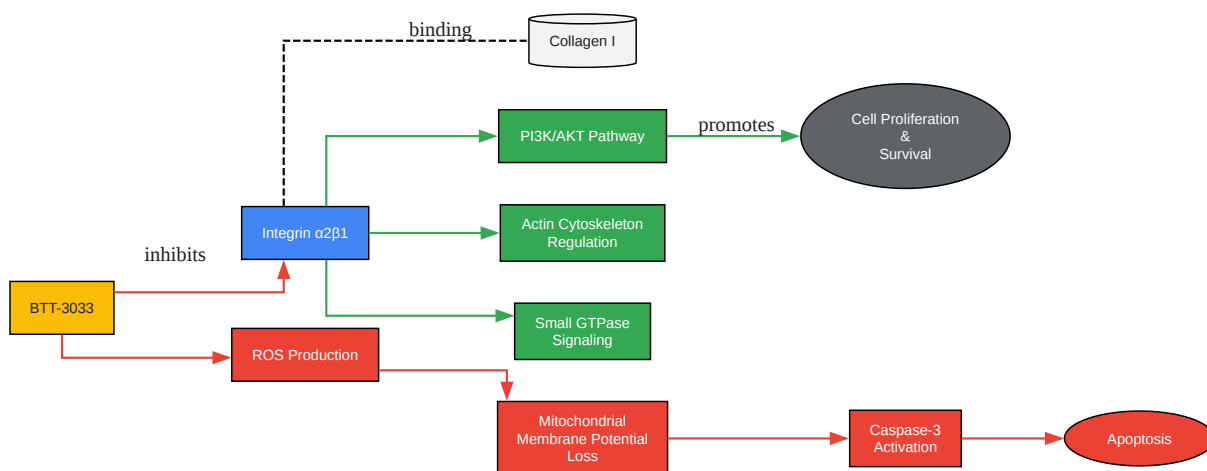 binding
Collagen I
PI3K/AKT Pathway
promotes
Cell Proliferation
&
Survival
Integrin α2β1
Actin Cytoskeleton
Regulation
inhibits
BTT-3033
Small GTPase
Signaling
ROS Production
Mitochondrial
Membrane Potential
Loss
Caspase-3
Activation
Apoptosis